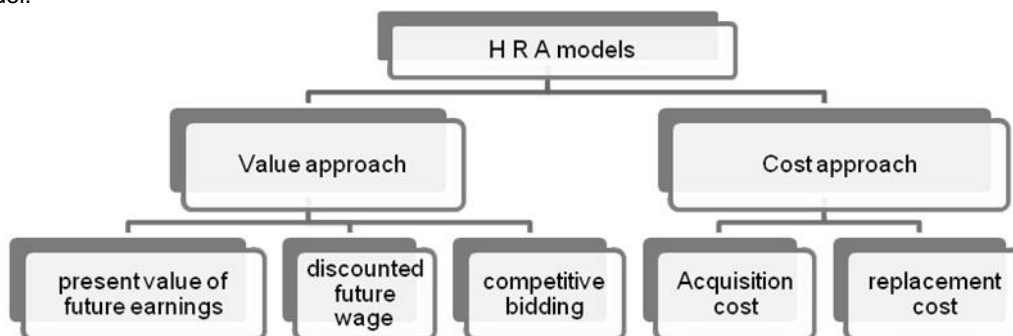 H R A models
Value approach
Cost approach
present value of
future earnings
discounted
future
wage
competitive
bidding
Acquisition
cost
replacement
cost